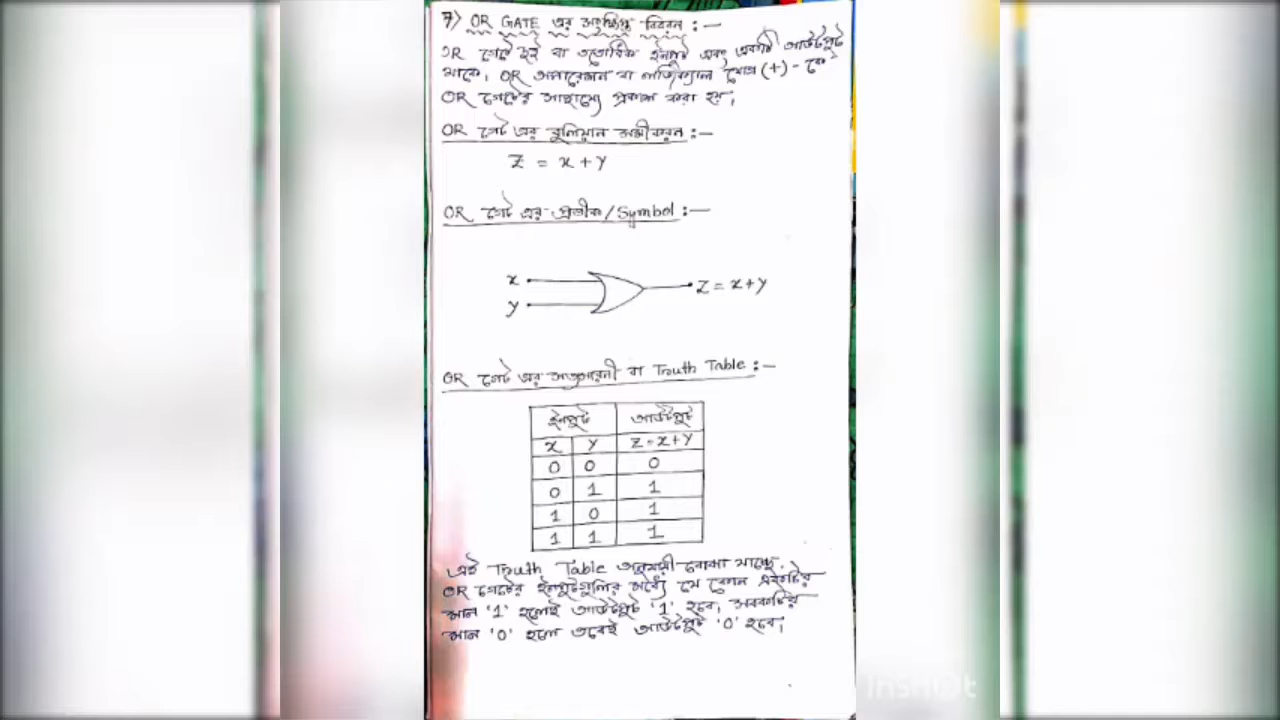 7) OR GATE এর সংক্ষিপ্ত বিবরন :—
OR গেটে দুই বা ততোধিক ইনপুট এবং একটি আউটপুট
থাকে। OR অপারেশন বা লজিক্যাল যোগ (+) - কে
OR গেটের সাহায্যে প্রকাশ করা হয়।
OR গেট এর বুলিয়ান সমীকরন :—
Z = x + y
OR গেট এর প্রতীক/Symbol :—
x
Z = x+y
y
OR গেট এর সত্যসারনী বা Truth Table :—
ইনপুট আউটপুট
x y Z = x+y
0 0 0
0 1 1
1 0 1
1 1 1
এই Truth Table অনুযায়ী বোঝা যাচ্ছে,
OR গেটের ইনপুটগুলির মধ্যে যে কোন একটির
মান '1' হলেই আউটপুট '1' হবে, সবকটির
মান '0' হলে তবেই আউটপুট '0' হবে।
InShOt